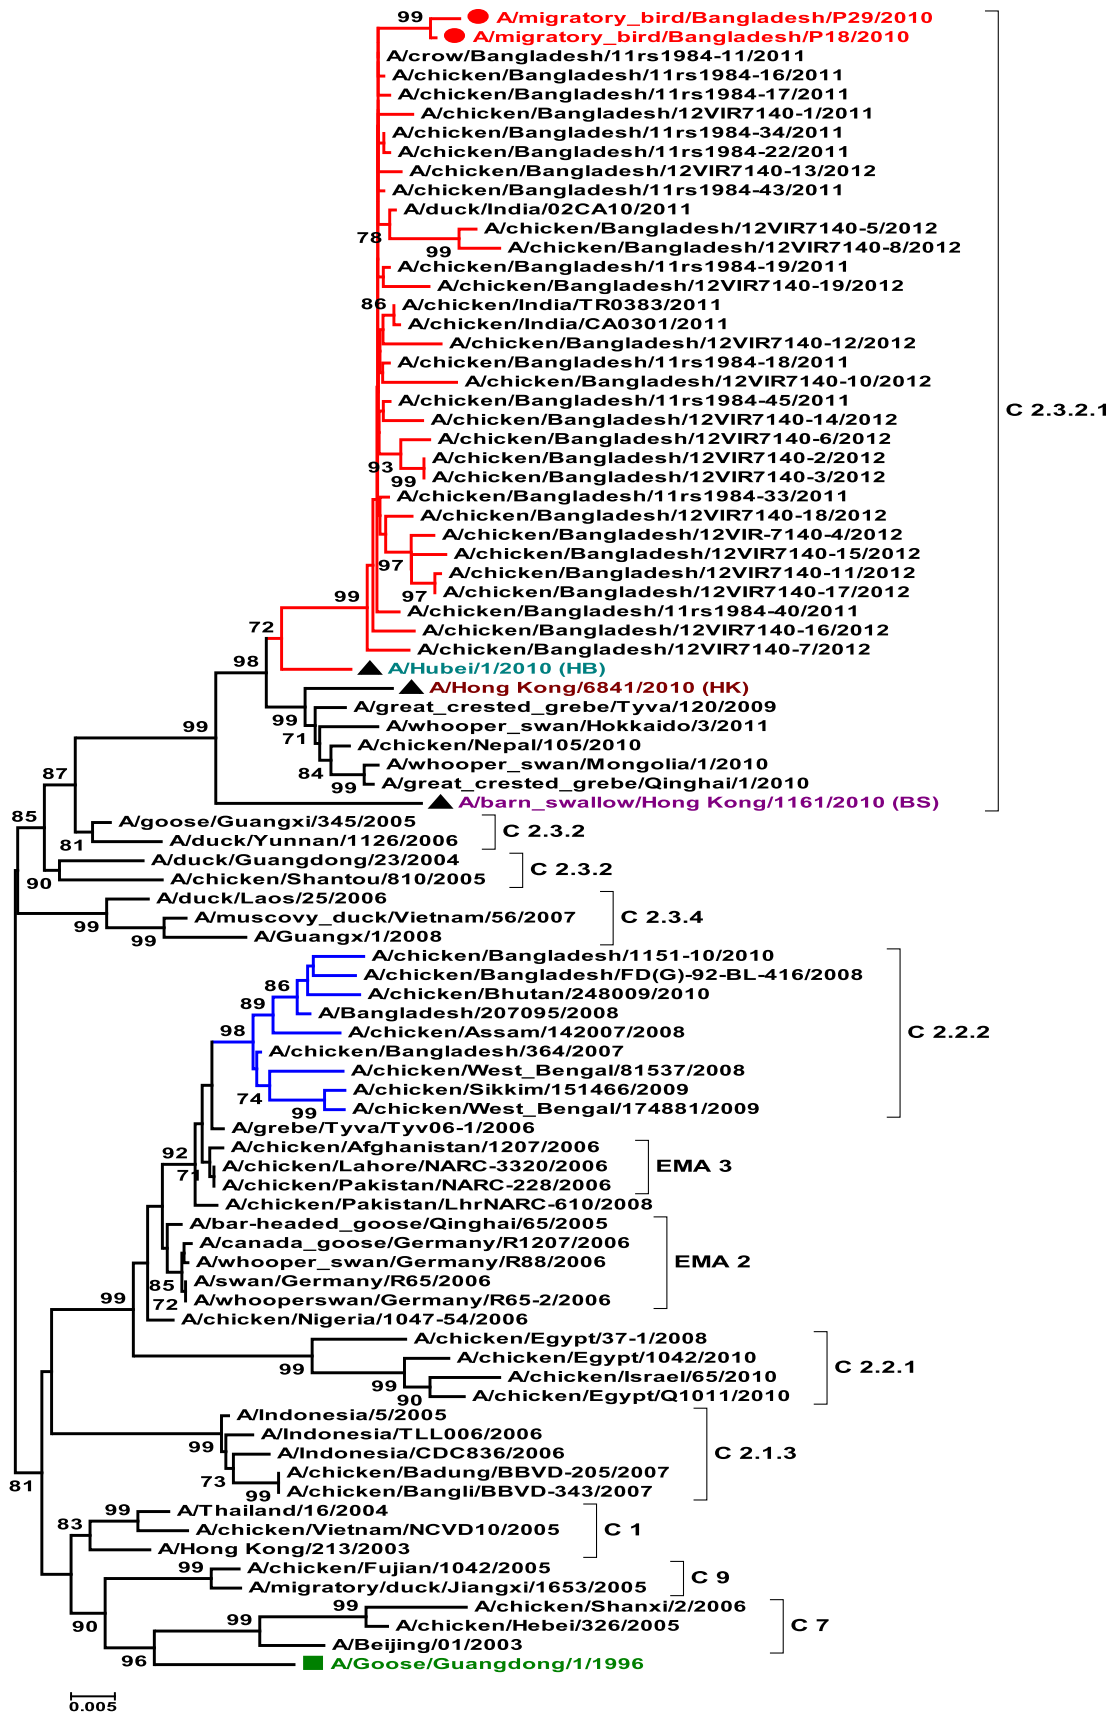 99
A/migratory_bird/Bangladesh/P29/2010
A/migratory_bird/Bangladesh/P18/2010
A/crow/Bangladesh/11rs1984-11/2011
A/chicken/Bangladesh/11rs1984-16/2011
A/chicken/Bangladesh/11rs1984-17/2011
A/chicken/Bangladesh/12VIR7140-1/2011
A/chicken/Bangladesh/11rs1984-34/2011
A/chicken/Bangladesh/11rs1984-22/2011
A/chicken/Bangladesh/12VIR7140-13/2012
A/chicken/Bangladesh/11rs1984-43/2011
A/duck/India/02CA10/2011
A/chicken/Bangladesh/12VIR7140-5/2012
78
99
A/chicken/Bangladesh/12VIR7140-8/2012
A/chicken/Bangladesh/11rs1984-19/2011
A/chicken/Bangladesh/12VIR7140-19/2012
86
A/chicken/India/TR0383/2011
A/chicken/India/CA0301/2011
A/chicken/Bangladesh/12VIR7140-12/2012
A/chicken/Bangladesh/11rs1984-18/2011
A/chicken/Bangladesh/12VIR7140-10/2012
A/chicken/Bangladesh/11rs1984-45/2011
C 2.3.2.1
A/chicken/Bangladesh/12VIR7140-14/2012
A/chicken/Bangladesh/12VIR7140-6/2012
A/chicken/Bangladesh/12VIR7140-2/2012
93
99
A/chicken/Bangladesh/12VIR7140-3/2012
A/chicken/Bangladesh/11rs1984-33/2011
A/chicken/Bangladesh/12VIR7140-18/2012
A/chicken/Bangladesh/12VIR-7140-4/2012
A/chicken/Bangladesh/12VIR7140-15/2012
97
A/chicken/Bangladesh/12VIR7140-11/2012
97
A/chicken/Bangladesh/12VIR7140-17/2012
99
A/chicken/Bangladesh/11rs1984-40/2011
72
A/chicken/Bangladesh/12VIR7140-16/2012
A/chicken/Bangladesh/12VIR7140-7/2012
98
A/Hubei/1/2010 (HB)
A/Hong Kong/6841/2010 (HK)
A/great_crested_grebe/Tyva/120/2009
99
99
A/whooper_swan/Hokkaido/3/2011
71
A/chicken/Nepal/105/2010
A/whooper_swan/Mongolia/1/2010
84
99
A/great_crested_grebe/Qinghai/1/2010
87
A/barn_swallow/Hong Kong/1161/2010 (BS)
85
A/goose/Guangxi/345/2005
C 2.3.2
81
A/duck/Yunnan/1126/2006
A/duck/Guangdong/23/2004
C 2.3.2
90
A/chicken/Shantou/810/2005
A/duck/Laos/25/2006
A/muscovy_duck/Vietnam/56/2007
C 2.3.4
99
99
A/Guangx/1/2008
A/chicken/Bangladesh/1151-10/2010
A/chicken/Bangladesh/FD(G)-92-BL-416/2008
86
A/chicken/Bhutan/248009/2010
89
A/Bangladesh/207095/2008
98
A/chicken/Assam/142007/2008
C 2.2.2
A/chicken/Bangladesh/364/2007
A/chicken/West_Bengal/81537/2008
A/chicken/Sikkim/151466/2009
74
99
A/chicken/West_Bengal/174881/2009
A/grebe/Tyva/Tyv06-1/2006
92
A/chicken/Afghanistan/1207/2006
A/chicken/Lahore/NARC-3320/2006
EMA 3
71
A/chicken/Pakistan/NARC-228/2006
A/chicken/Pakistan/LhrNARC-610/2008
A/bar-headed_goose/Qinghai/65/2005
A/canada_goose/Germany/R1207/2006
A/whooper_swan/Germany/R88/2006
EMA 2
85
A/swan/Germany/R65/2006
72
A/whooperswan/Germany/R65-2/2006
99
A/chicken/Nigeria/1047-54/2006
A/chicken/Egypt/37-1/2008
A/chicken/Egypt/1042/2010
C 2.2.1
99
A/chicken/Israel/65/2010
99
90
A/chicken/Egypt/Q1011/2010
A/Indonesia/5/2005
A/Indonesia/TLL006/2006
99
A/Indonesia/CDC836/2006
C 2.1.3
73
A/chicken/Badung/BBVD-205/2007
99
A/chicken/Bangli/BBVD-343/2007
81
99
A/Thailand/16/2004
83
A/chicken/Vietnam/NCVD10/2005
C 1
A/Hong Kong/213/2003
99
A/chicken/Fujian/1042/2005
C 9
A/migratory/duck/Jiangxi/1653/2005
99
A/chicken/Shanxi/2/2006
99
90
A/chicken/Hebei/326/2005
C 7
A/Beijing/01/2003
96
A/Goose/Guangdong/1/1996
0.005